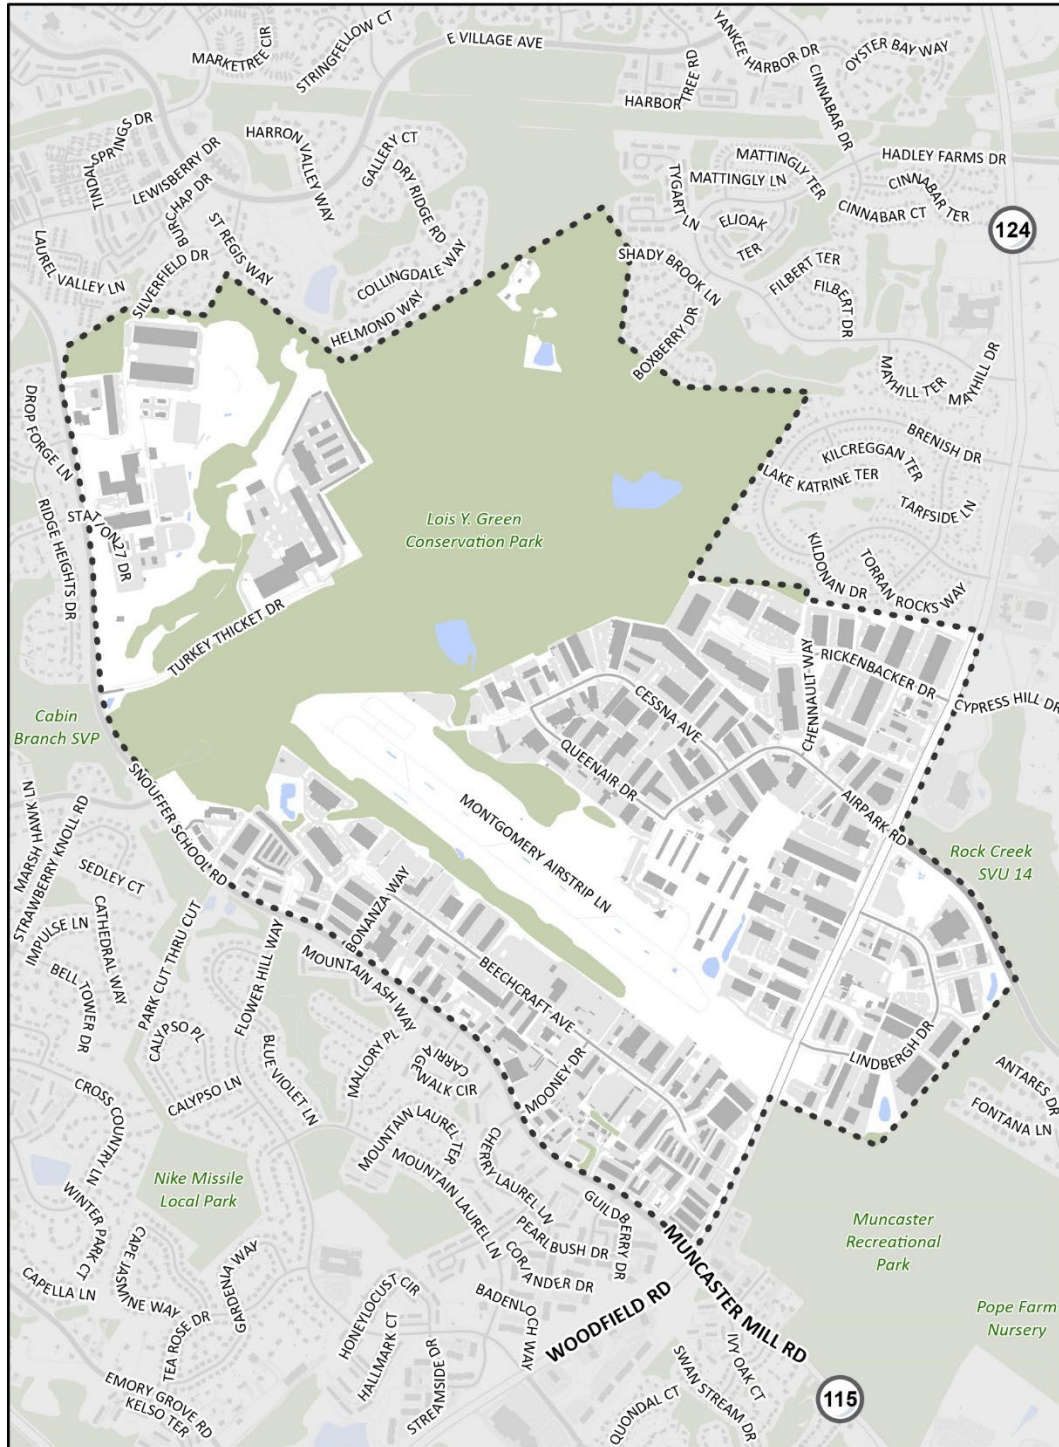 MARKETREE CIR
STRINGFELLOW CT
E VILLAGE AVE
YANKEE HARBOR DR
OYSTER BAY WAY
HARBOR TREE RD
CINNABAR DR
TINDAL SPRINGS DR
LEWISBERRY DR
HARRON VALLEY WAY
GALLERY CT
DRY RIDGE RD
MATTINGLY TER
HADLEY FARMS DR
MATTINGLY LN
CINNABAR TER
TYGART LN
ELIOAK TER
CINNABAR CT
BURCHAP DR
ST REGIS WAY
124
LAUREL VALLEY LN
SILVERFIELD DR
COLLINGDALE WAY
SHADY BROOK LN
FILBERT TER
FILBERT DR
HELMOND WAY
BOXBERRY DR
MAYHILL TER
MAYHILL DR
DROP FORGE LN
BRENISH DR
KILCREGGAN TER
LAKE KATRINE TER
TARFSIDE LN
STATION 27 DR
RIDGE HEIGHTS DR
Lois Y. Green
Conservation Park
KILDONAN DR
TORRAN ROCKS WAY
TURKEY THICKET DR
CHENNAULT WAY
RICKENBACKER DR
CYPRESS HILL DR
Cabin
Branch SVP
CESSNA AVE
QUEENAIR DR
AIRPARK RD
SNOUFFER SCHOOL RD
MONTGOMERY AIRSTRIP LN
MARSH HAWK LN
STRAWBERRY KNOLL RD
Rock Creek
SVU 14
SEDLEY CT
IMPULSE LN
CATHEDRAL WAY
PARK CUT THRU CUT
BONANZA WAY
BELL TOWER DR
FLOWER HILL WAY
MOUNTAIN ASH WAY
BEECHCRAFT AVE
CALYPSO PL
CALYPSO LN
BLUE VIOLET LN
MALLORY PL
CARRIAGE WALK CIR
MOONEY DR
LINDBERGH DR
ANTARES DR
FONTANA LN
CROSS COUNTRY LN
MOUNTAIN LAUREL TER
MOUNTAIN LAUREL LN
CHERRY LAUREL LN
Nike Missile
Local Park
WINTER PARK CT
GUILDBERRY DR
PEARLBUSH DR
CORIANDER DR
Muncaster
Recreational
Park
CAPE JASMINE WAY
CAPELLA LN
GARDENIA WAY
TEA ROSE DR
HONEYLOCUST CIR
HALLMARK CT
BADENLOCH WAY
MUNCASTER MILL RD
WOODFIELD RD
Pope Farm
Nursery
STREAMSIDE DR
IVY OAK CT
SWAN STREAM DR
QUONDAL CT
EMORY GROVE RD
KELSO TER
115